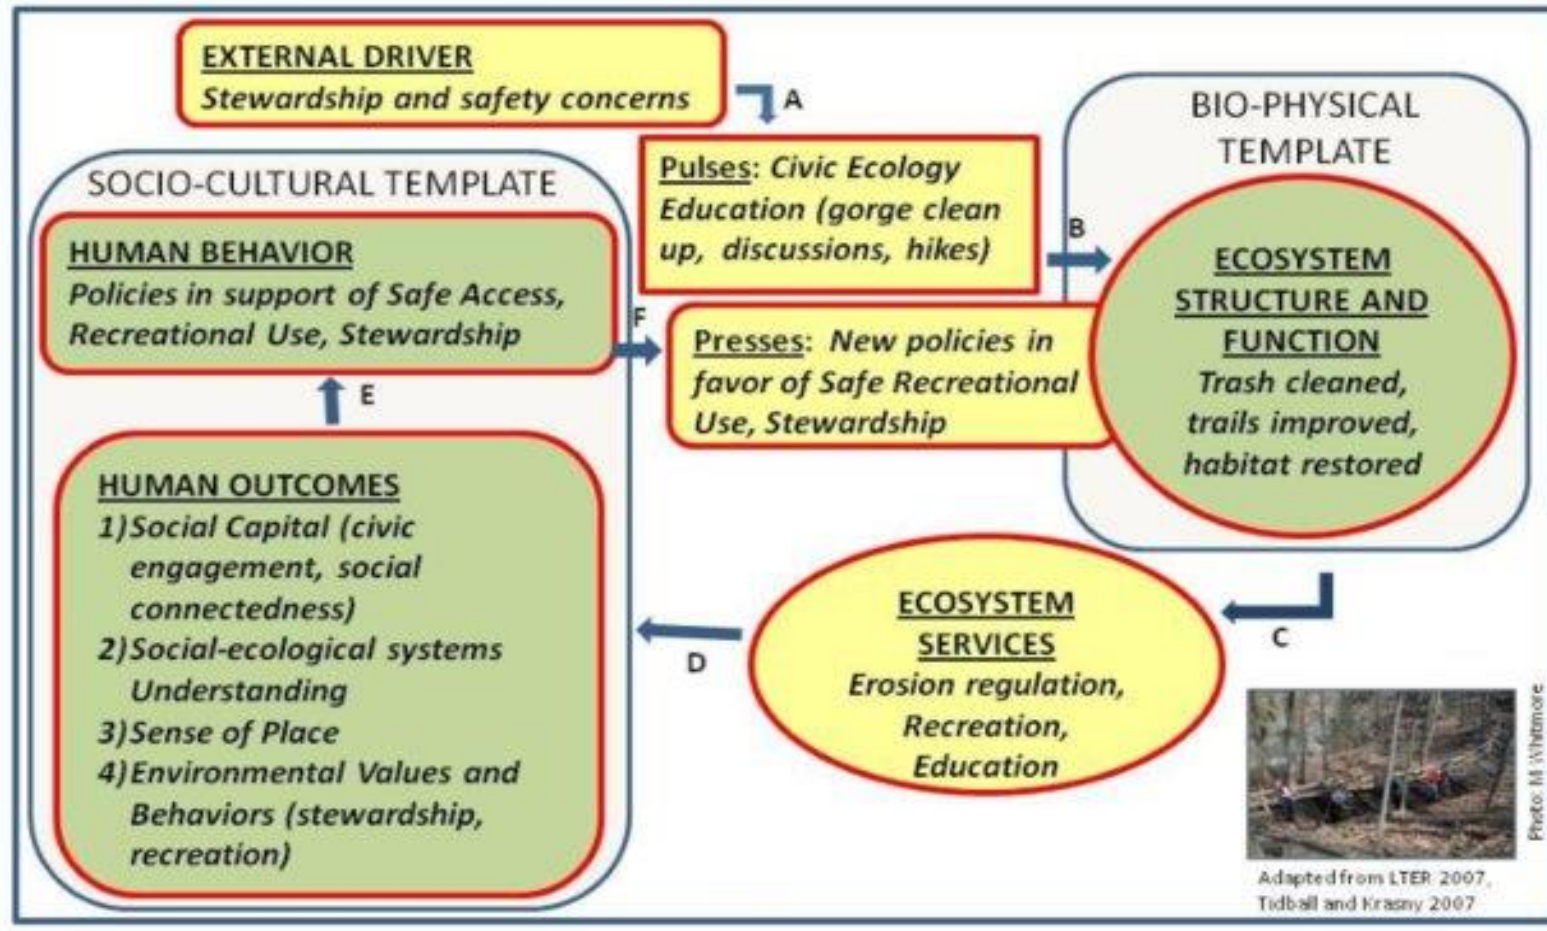 EXTERNAL DRIVER
Stewardship and safety concerns
A
Pulses: Civic Ecology
Education (gorge clean
up, discussions, hikes)
B
BIO-PHYSICAL
TEMPLATE
ECOSYSTEM
STRUCTURE AND
FUNCTION
Trash cleaned,
trails improved,
habitat restored
SOCIO-CULTURAL TEMPLATE
HUMAN BEHAVIOR
Policies in support of Safe Access,
Recreational Use, Stewardship
F
Presses: New policies in
favor of Safe Recreational
Use, Stewardship
E
HUMAN OUTCOMES
1)Social Capital (civic
engagement, social
connectedness)
2)Social-ecological systems
Understanding
3)Sense of Place
4)Environmental Values and
Behaviors (stewardship,
recreation)
D
ECOSYSTEM
SERVICES
Erosion regulation,
Recreation,
Education
C
Photo: M Whitmore
Adapted from LTER 2007,
Tidball and Krasny 2007